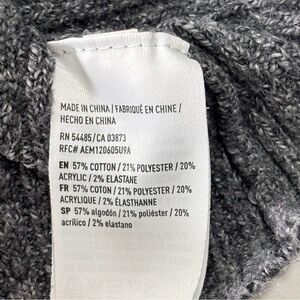 MADE IN CHINA / FABRIQUÉ EN CHINE /
HECHO EN CHINA
RN 54485/CA 03873
RFC# AEM120605U9A
EN 57% COTTON / 21% POLYESTER / 20%
ACRYLIC / 2% ELASTANE
FR 57% COTON / 21% POLYESTER / 20%
ACRYLIQUE / 2% ÉLASTHANNE
SP 57% algodón / 21% poliéster / 20%
acrílico / 2% elastano